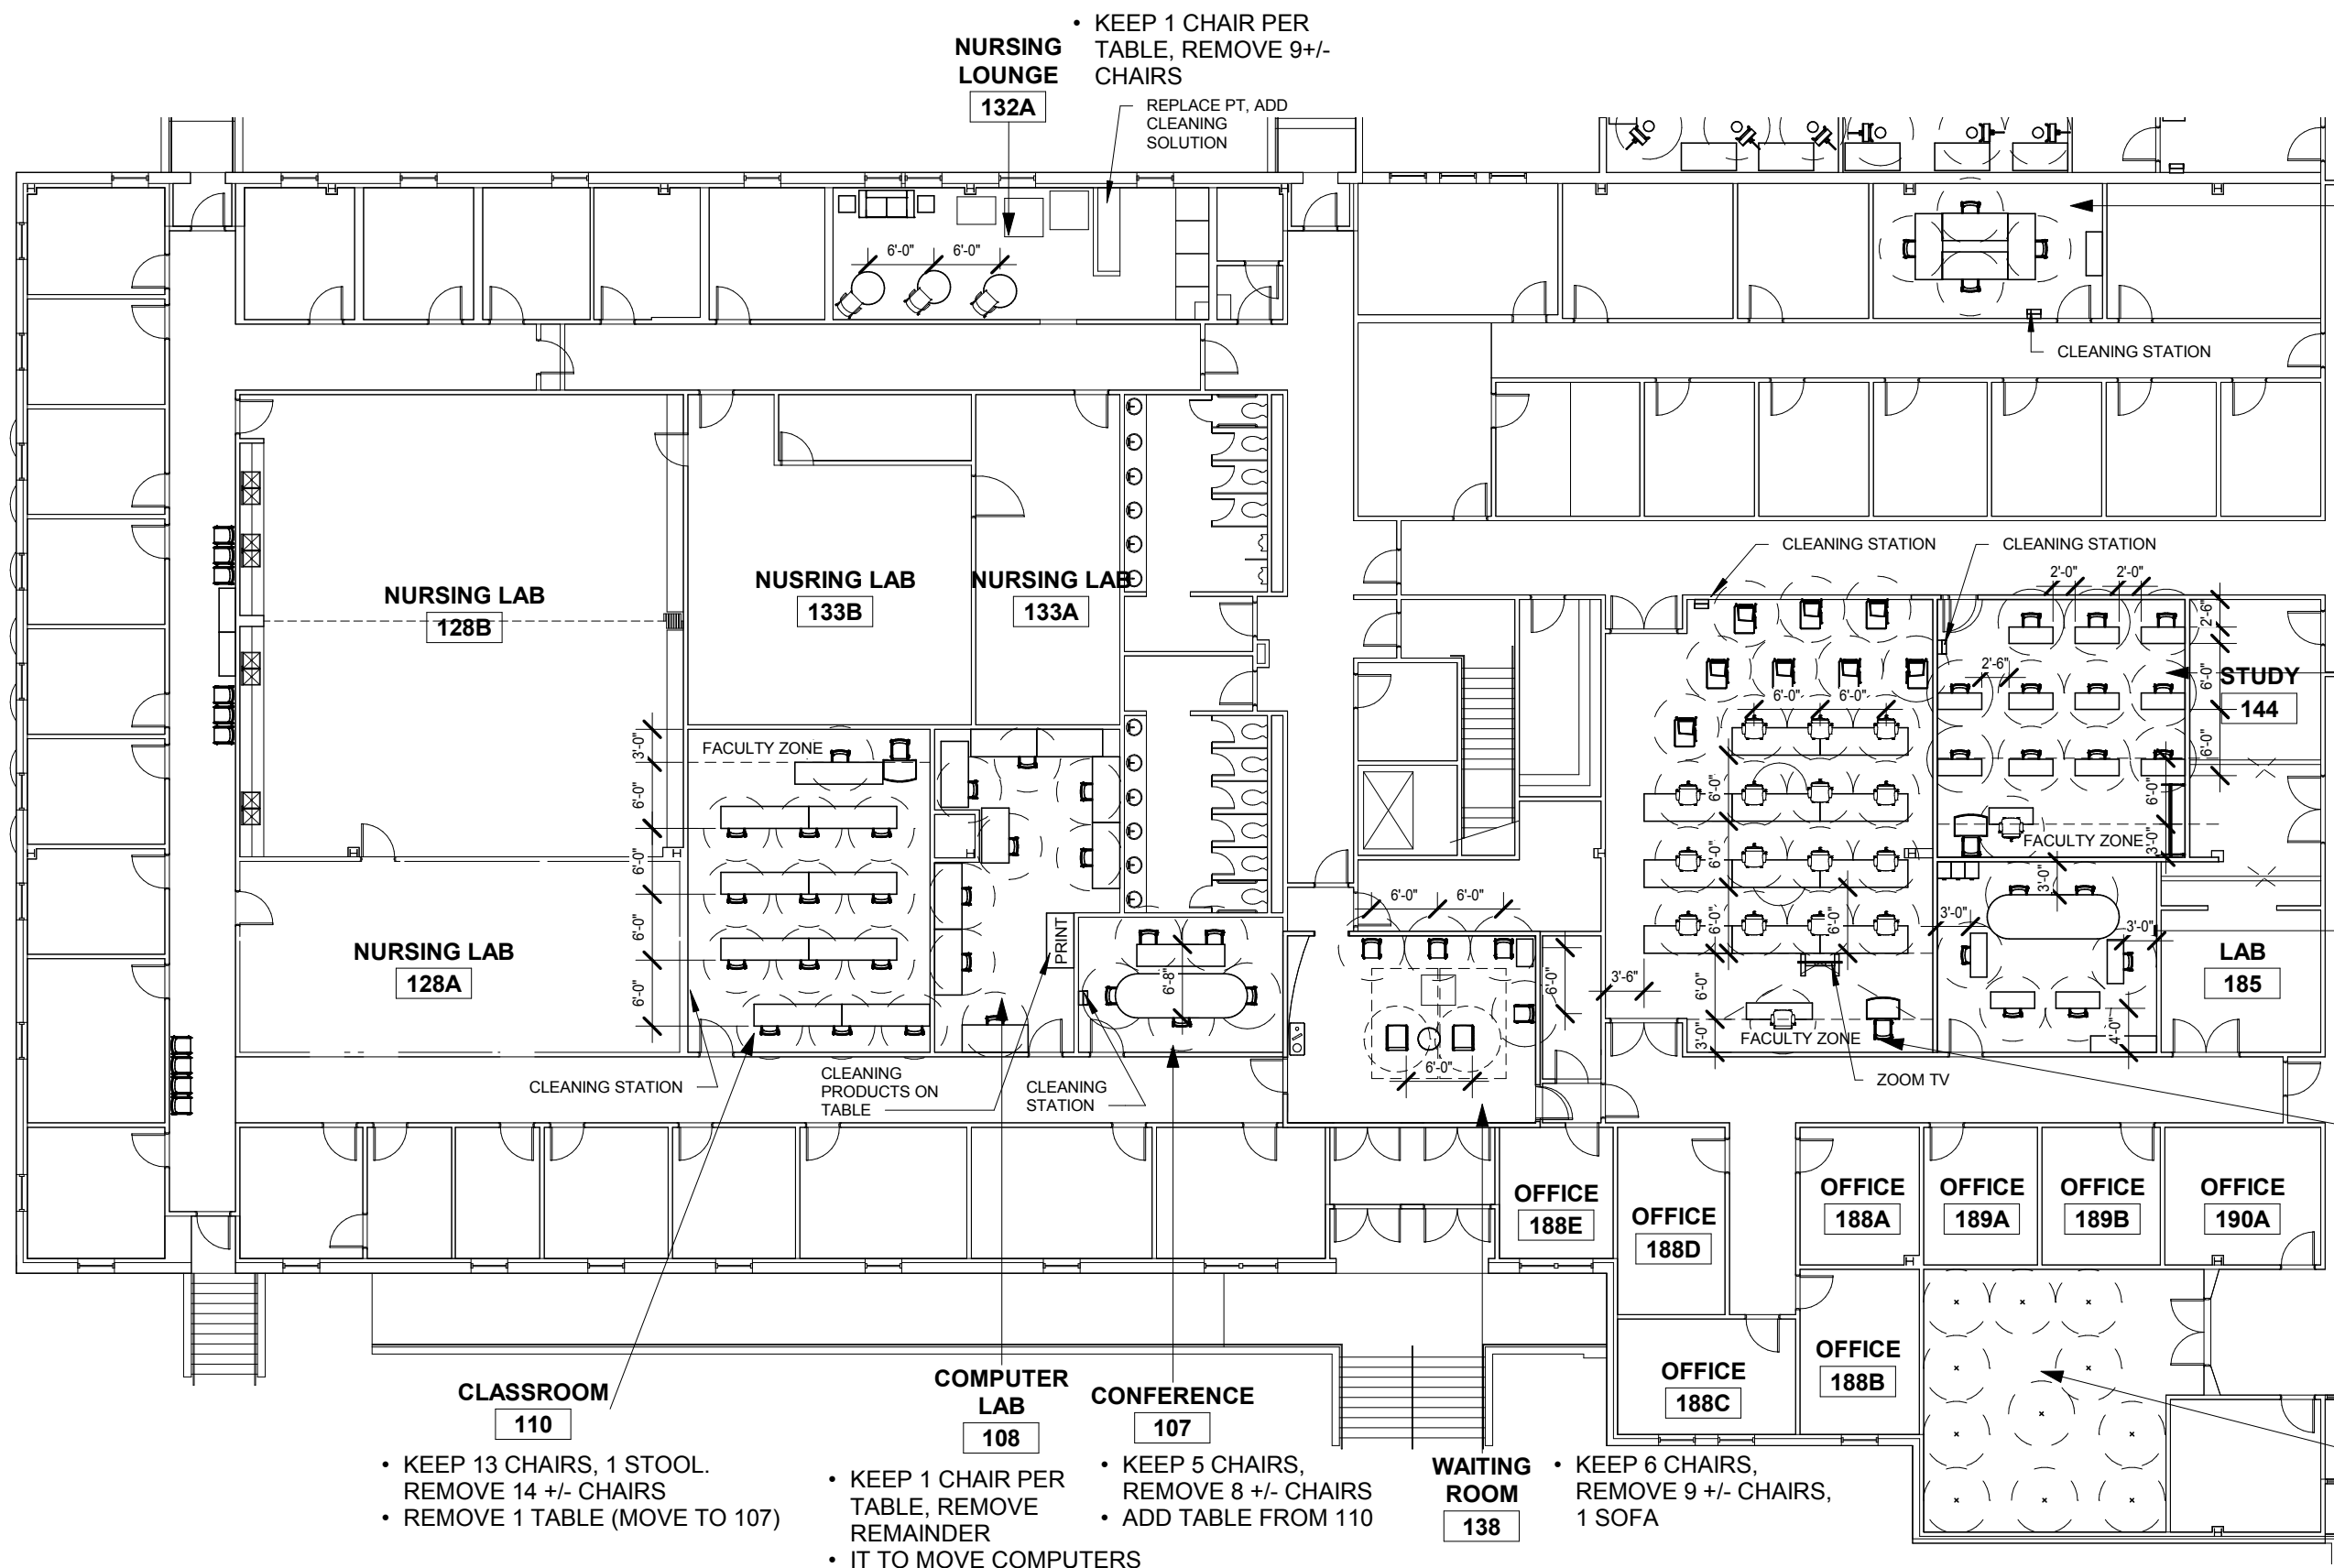 • KEEP 1 CHAIR PER
TABLE, REMOVE 9+/-
CHAIRS
NURSING
LOUNGE
132A
REPLACE PT, ADD
CLEANING
SOLUTION
6'-0"
6'-0"
CLEANING STATION
CLEANING STATION
CLEANING STATION
NURSING LAB
128B
NUSRING LAB
133B
NURSING LAB
133A
2'-0"
2'-0"
2'-6"
2'-6"
6'-0"
STUDY
144
6'-0"
6'-0"
6'-0"
3'-0"
FACULTY ZONE
6'-0"
6'-0"
6'-0"
6'-0"
6'-0"
FACULTY ZONE
3'-0"
6'-0"
6'-0"
6'-0"
6'-0"
3'-0"
3'-0"
3'-0"
NURSING LAB
128A
PRINT
6'-8"
6'-0"
6'-0"
6'-0"
3'-6"
6'-0"
6'-0"
3'-0"
FACULTY ZONE
4'-0"
LAB
185
6'-0"
ZOOM TV
CLEANING STATION
CLEANING
PRODUCTS ON
TABLE
CLEANING
STATION
OFFICE
188E
OFFICE
188D
OFFICE
188A
OFFICE
189A
OFFICE
189B
OFFICE
190A
OFFICE
188C
OFFICE
188B
CLASSROOM
110
• KEEP 13 CHAIRS, 1 STOOL.
REMOVE 14 +/- CHAIRS
• REMOVE 1 TABLE (MOVE TO 107)
COMPUTER
LAB
108
• KEEP 1 CHAIR PER
TABLE, REMOVE
REMAINDER
• IT TO MOVE COMPUTERS
CONFERENCE
107
• KEEP 5 CHAIRS,
REMOVE 8 +/- CHAIRS
• ADD TABLE FROM 110
WAITING
ROOM
138
• KEEP 6 CHAIRS,
REMOVE 9 +/- CHAIRS,
1 SOFA